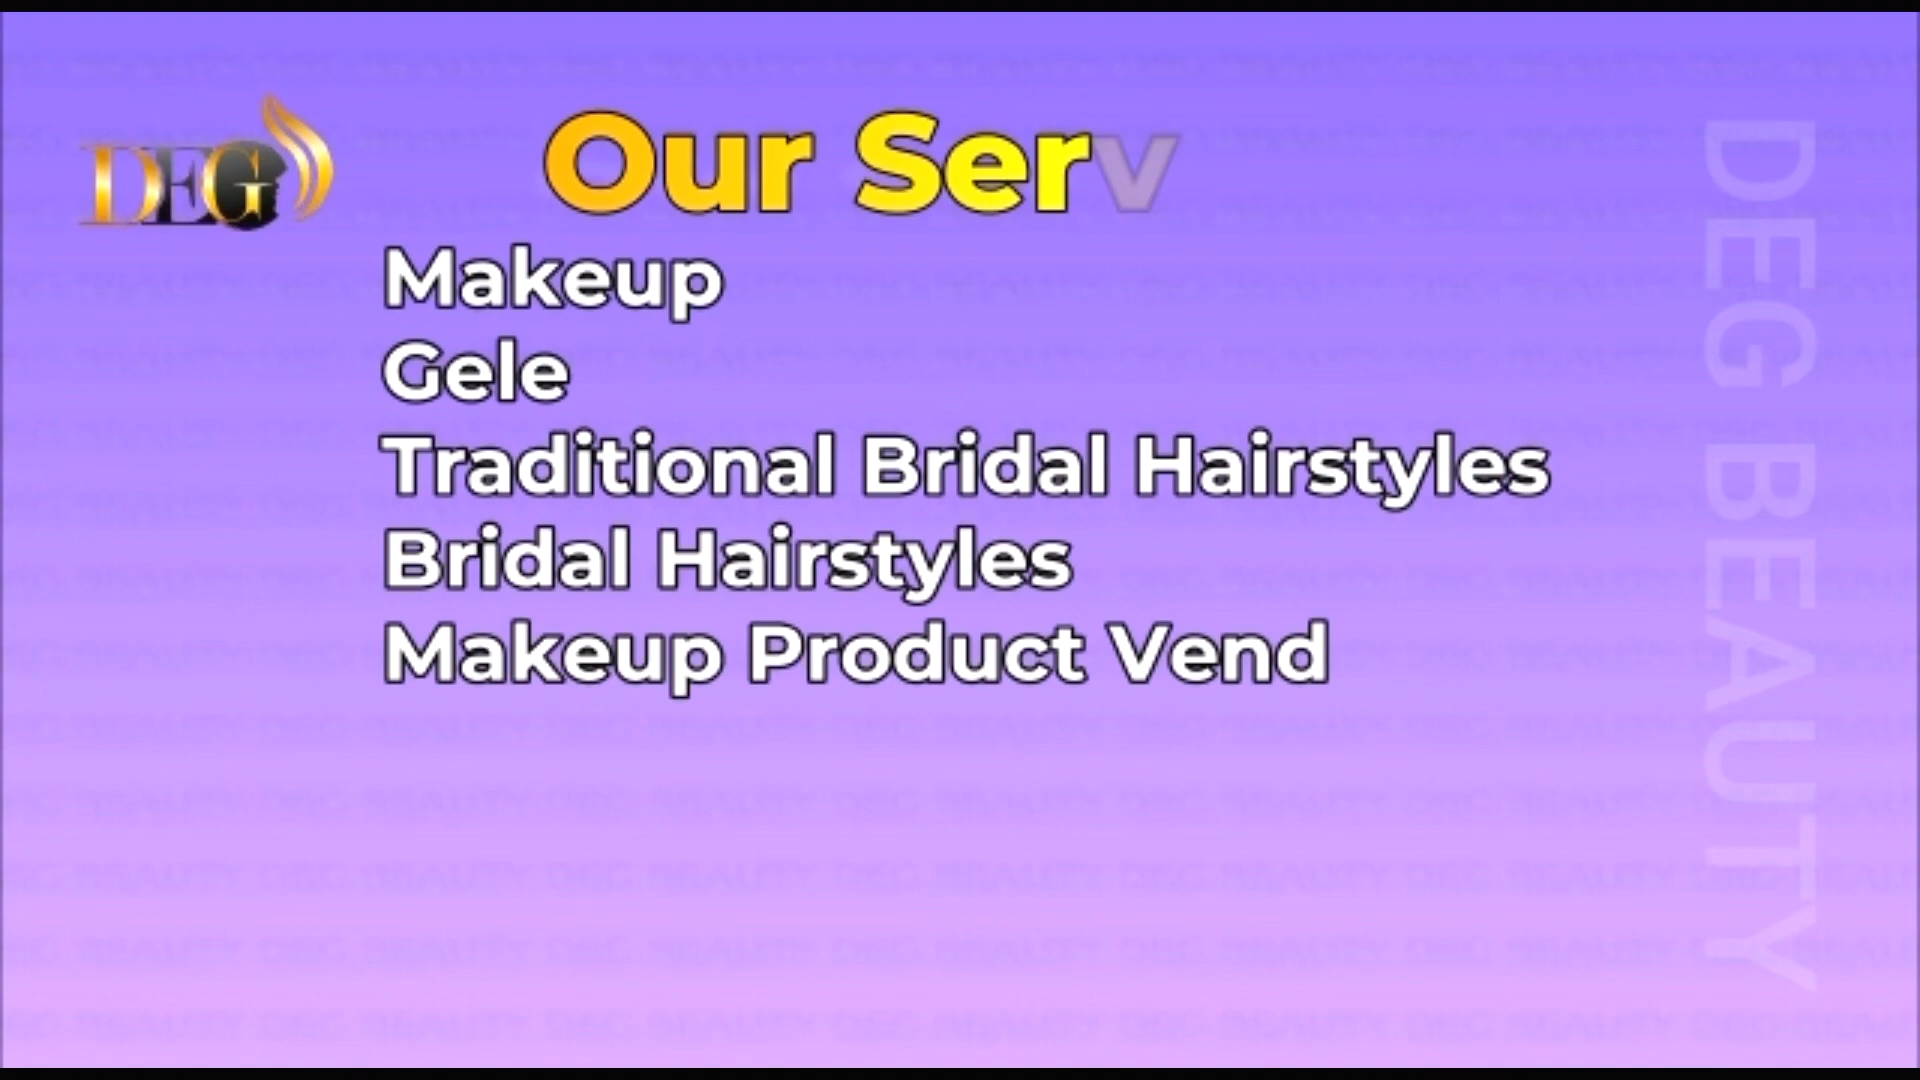 DEG
Our Serv
Makeup
Gele
Traditional Bridal Hairstyles
Bridal Hairstyles
Makeup Product Vend
DEG BEAUTY